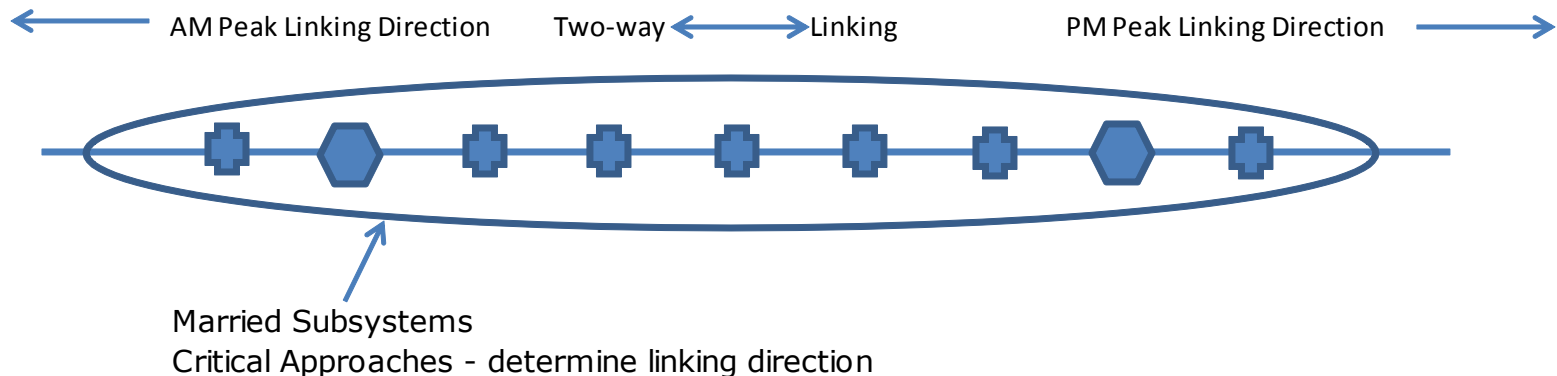 AM Peak Linking Direction Two-way Linking PM Peak Linking Direction
Married Subsystems
Critical Approaches - determine linking direction